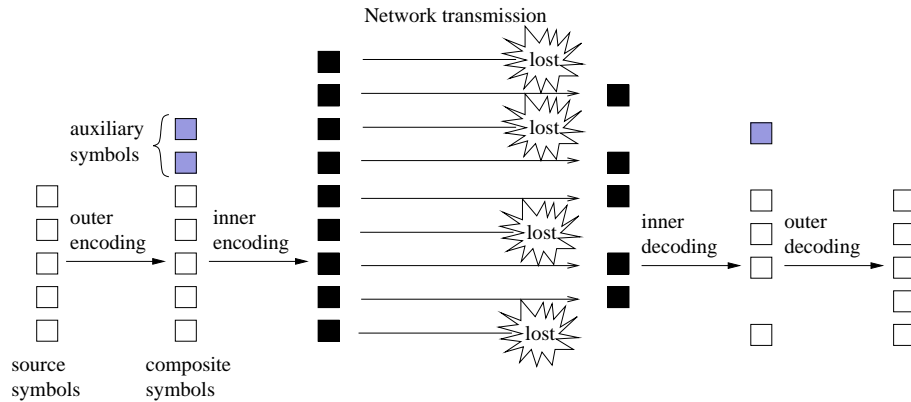 Network transmission
lost
lost
auxiliary
symbols
outer
encoding
inner
encoding
lost
inner
decoding
outer
decoding
lost
source
symbols
composite
symbols